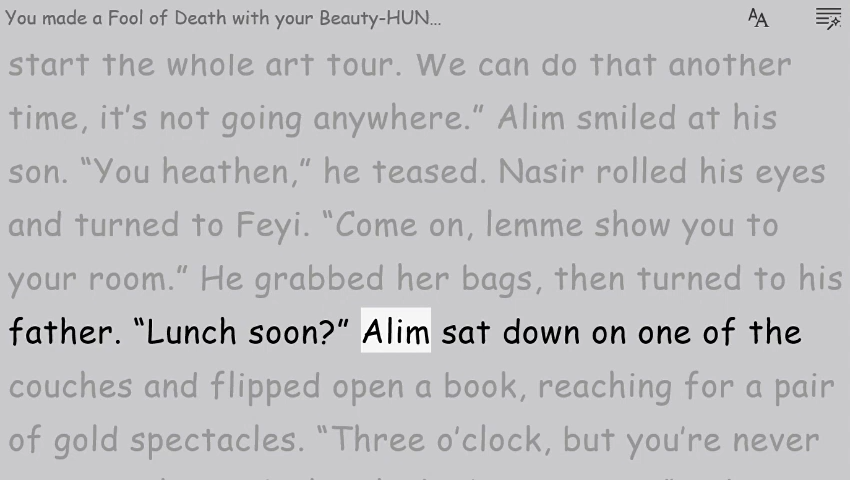 You made a Fool of Death with your Beauty-HUN...
start the whole art tour. We can do that another
time, it's not going anywhere.” Alim smiled at his
son. “You heathen,” he teased. Nasir rolled his eyes
and turned to Feyi. “Come on, lemme show you to
your room.” He grabbed her bags, then turned to his
father. “Lunch soon?” Alim sat down on one of the
couches and flipped open a book, reaching for a pair
of gold spectacles. “Three o'clock, but you're never